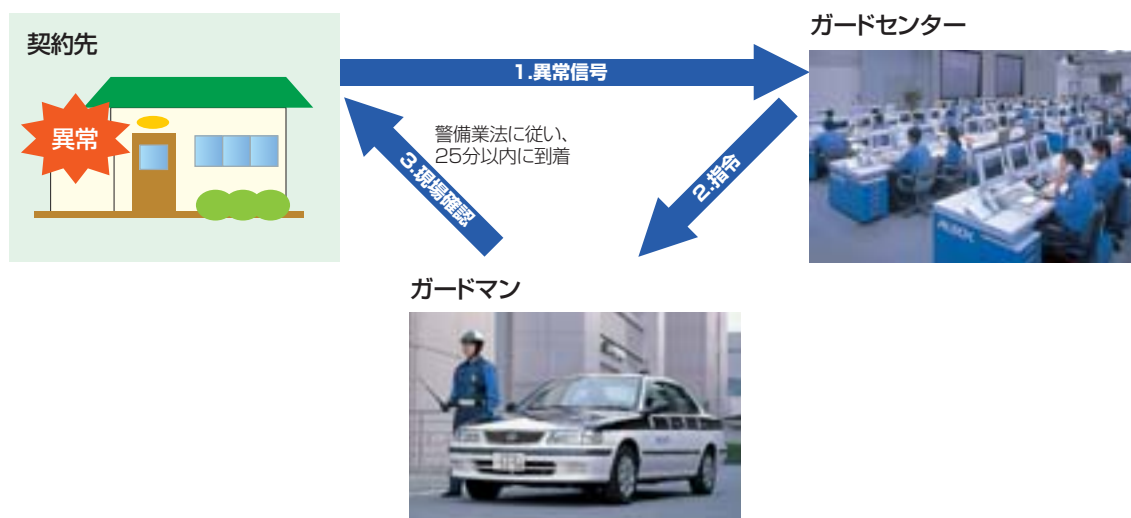 契約先
異常
1.異常信号
ガードセンター
警備業法に従い、
25分以内に到着
3.現場確認
2.指令
ガードマン
ALSOK